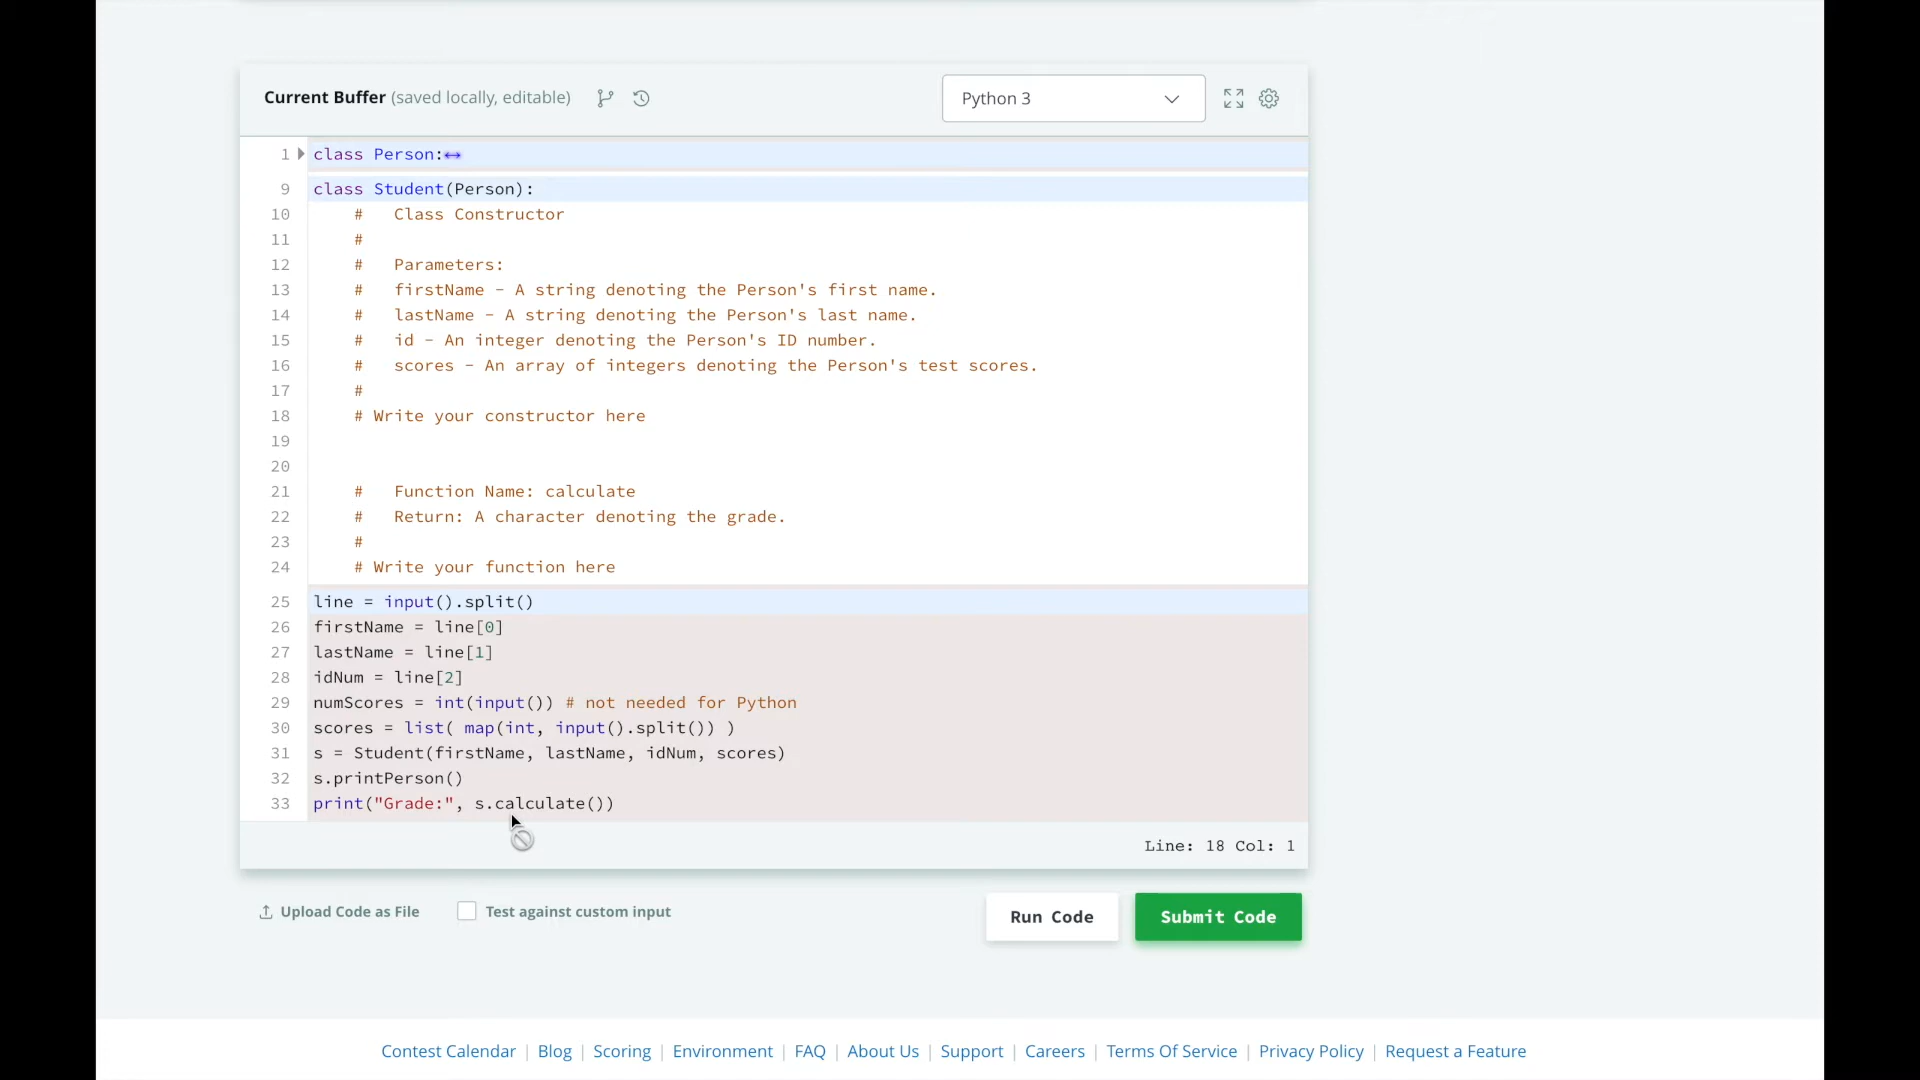 Current Buffer (saved locally, editable) Python 3
1 class Person:↔
9 class Student(Person):
10     #   Class Constructor
11     #
12     #   Parameters:
13     #   firstName - A string denoting the Person's first name.
14     #   lastName - A string denoting the Person's last name.
15     #   id - An integer denoting the Person's ID number.
16     #   scores - An array of integers denoting the Person's test scores.
17     #
18     # Write your constructor here
19
20
21     #   Function Name: calculate
22     #   Return: A character denoting the grade.
23     #
24     # Write your function here
25 line = input().split()
26 firstName = line[0]
27 lastName = line[1]
28 idNum = line[2]
29 numScores = int(input()) # not needed for Python
30 scores = list( map(int, input().split()) )
31 s = Student(firstName, lastName, idNum, scores)
32 s.printPerson()
33 print("Grade:", s.calculate())
Line: 18 Col: 1
Upload Code as File Test against custom input Run Code Submit Code
Contest Calendar | Blog | Scoring | Environment | FAQ | About Us | Support | Careers | Terms Of Service | Privacy Policy | Request a Feature